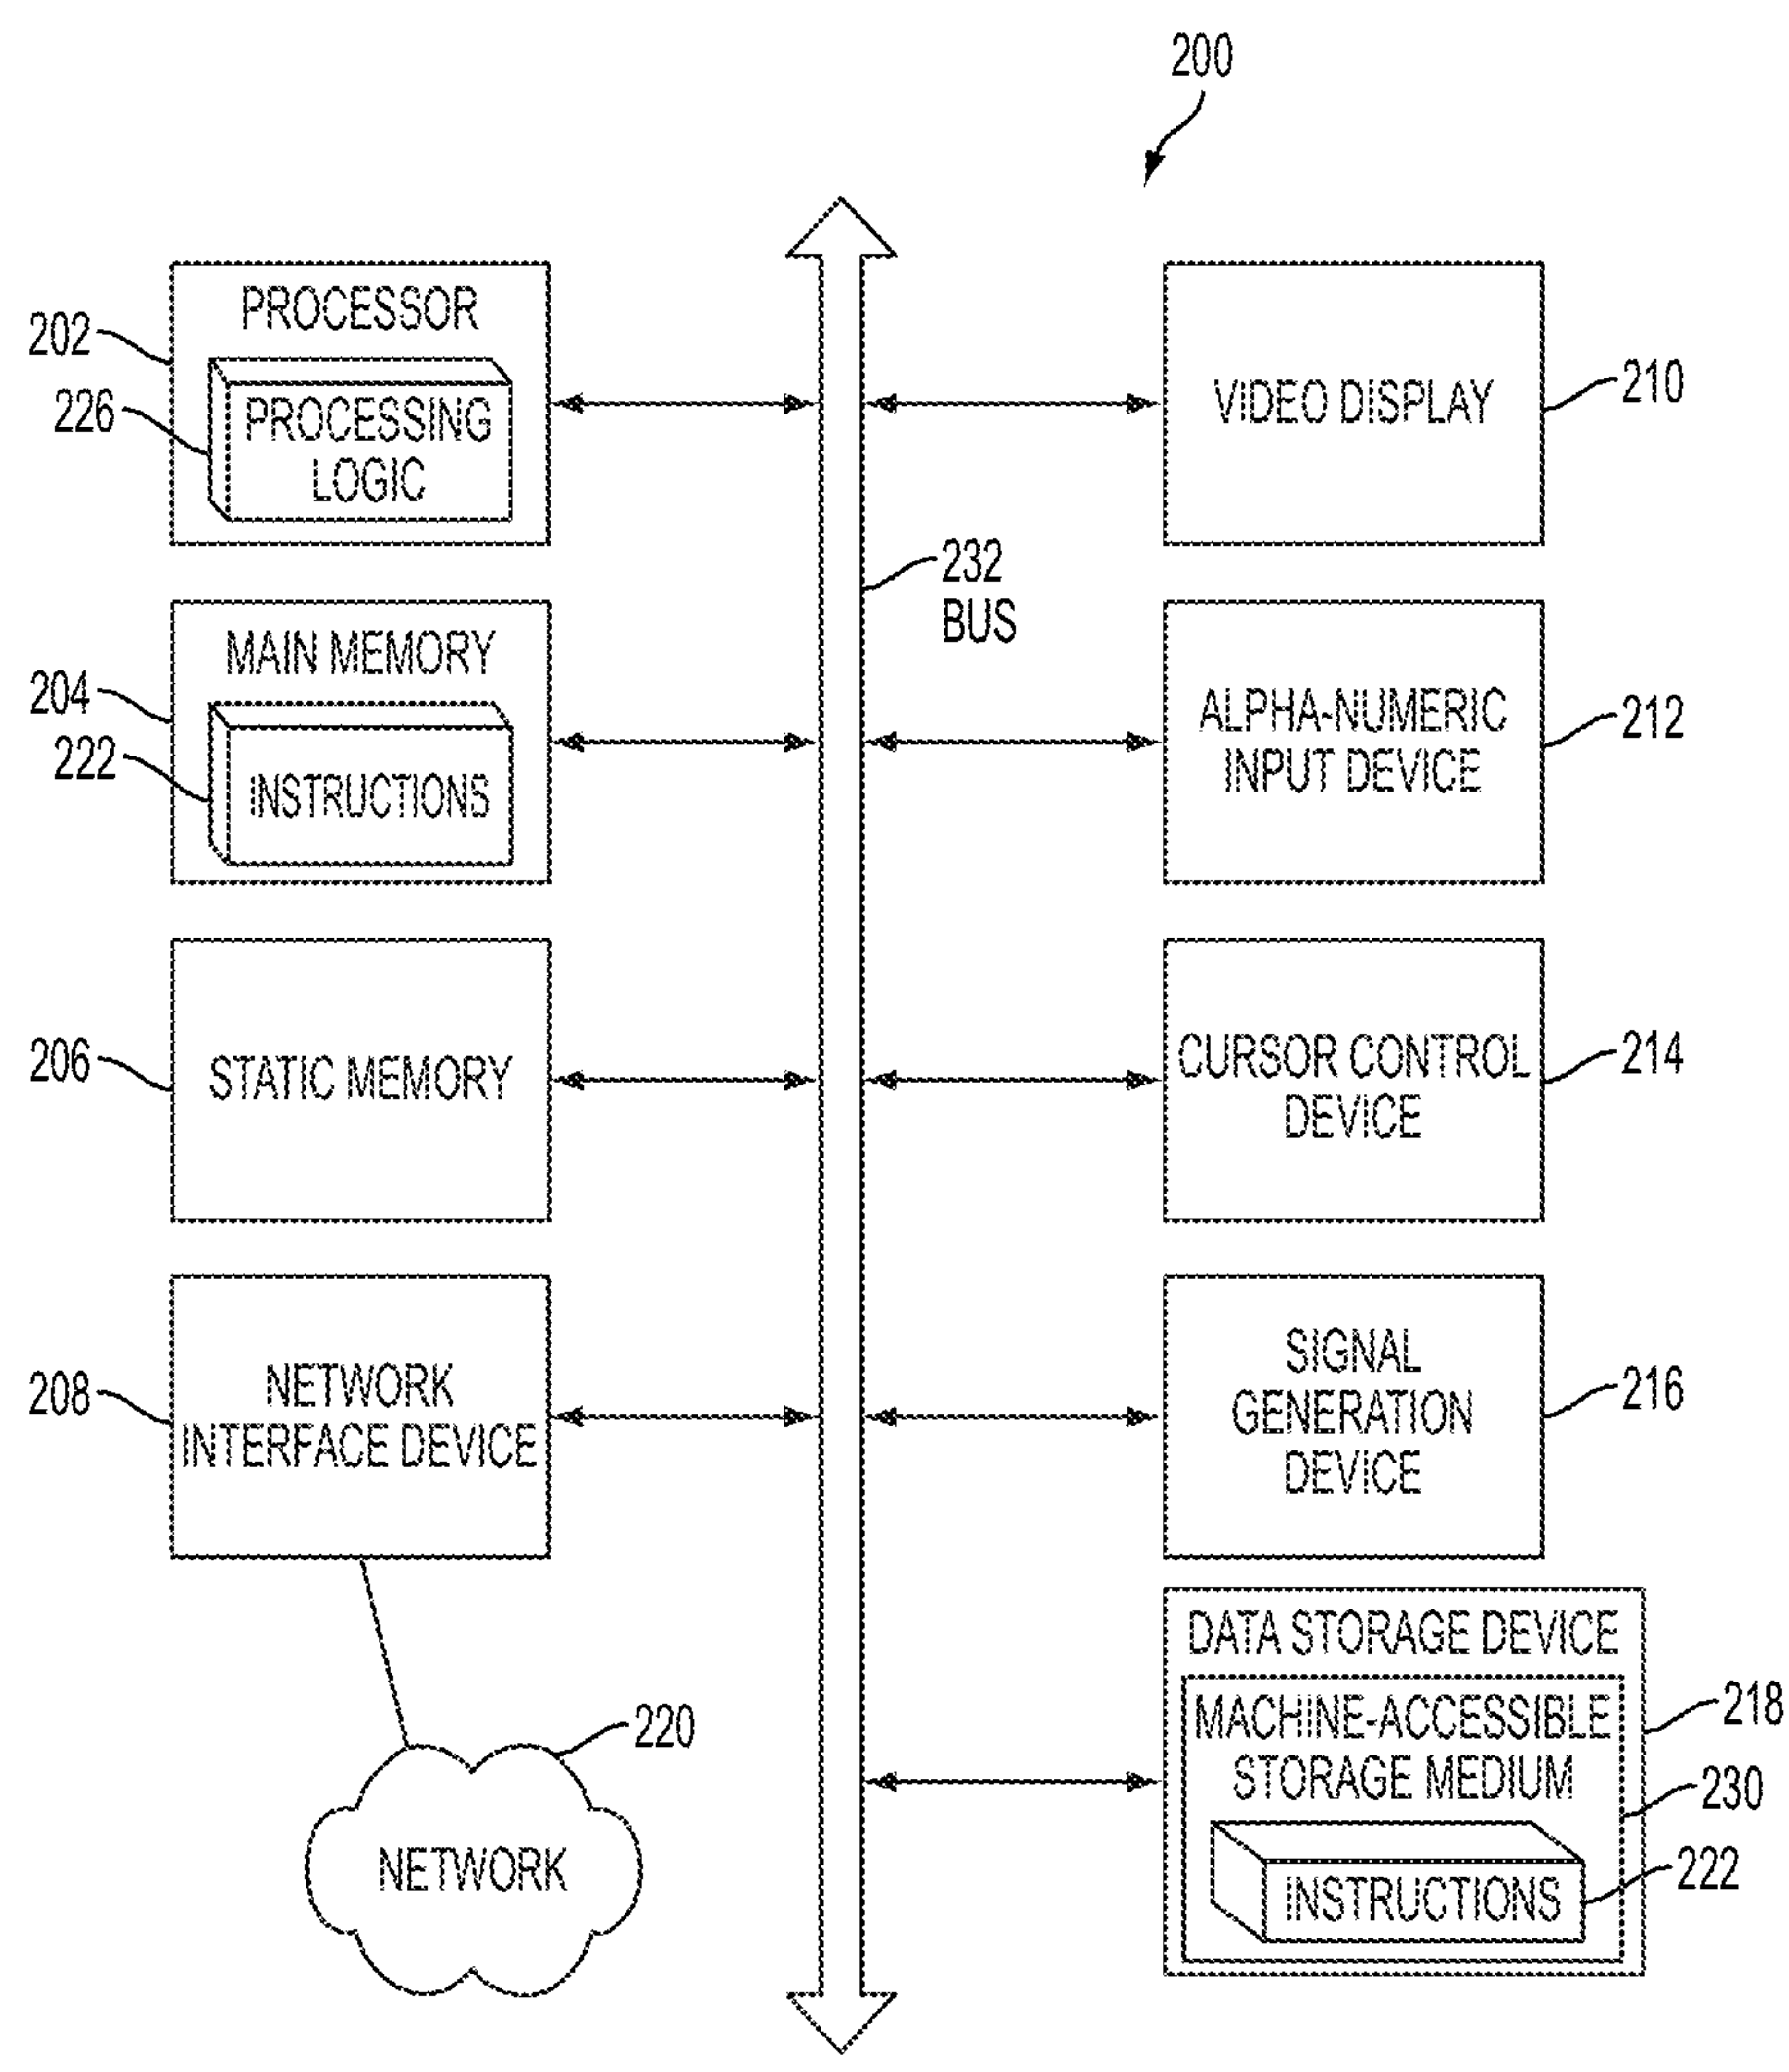 200
PROCESSOR
202
226
PROCESSING
LOGIC
MAIN MEMORY
204
222
INSTRUCTIONS
206
STATIC MEMORY
208
NETWORK
INTERFACE DEVICE
220
NETWORK
232
BUS
VIDEO DISPLAY
210
ALPHA-NUMERIC
INPUT DEVICE
212
CURSOR CONTROL
DEVICE
214
SIGNAL
GENERATION
DEVICE
216
DATA STORAGE DEVICE
MACHINE-ACCESSIBLE
STORAGE MEDIUM
218
230
INSTRUCTIONS
222